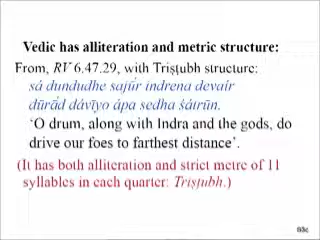 Vedic has alliteration and metric structure:
From, RV 6.47.29, with Triṣṭubh structure:
sá dundudhe sajū́r índrena devaír
dūrā́d dávīyo ápa sedha śátrūn.
‘O drum, along with Indra and the gods, do
drive our foes to farthest distance’.
(It has both alliteration and strict metre of 11
syllables in each quarter: Triṣṭubh.)